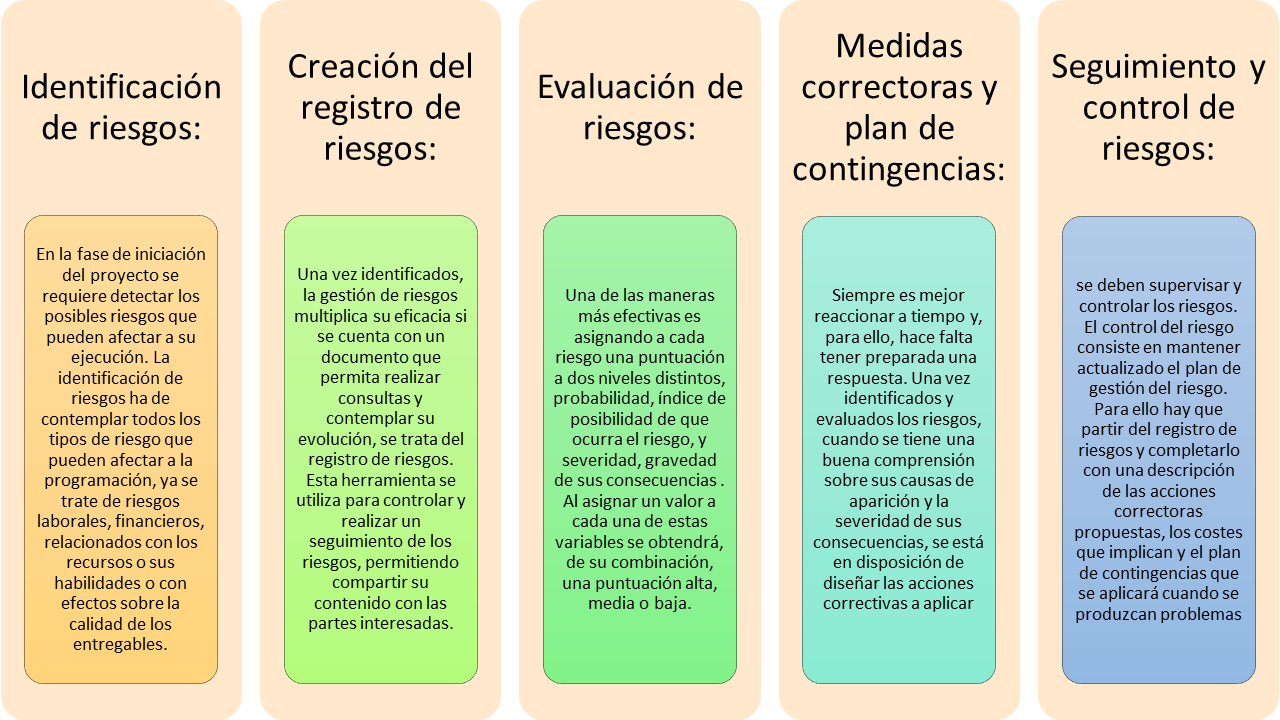 Identificación
de riesgos:
En la fase de iniciación
del proyecto se
requiere detectar los
posibles riesgos que
pueden afectar a su
ejecución. La
identificación de
riesgos ha de
contemplar todos los
tipos de riesgo que
pueden afectar a la
programación, ya se
trate de riesgos
laborales, financieros,
relacionados con los
recursos o sus
habilidades o con
efectos sobre la
calidad de los
entregables.
Creación del
registro de
riesgos:
Una vez identificados,
la gestión de riesgos
multiplica su eficacia si
se cuenta con un
documento que
permita realizar
consultas y
contemplar su
evolución, se trata del
registro de riesgos.
Esta herramienta se
utiliza para controlar y
realizar un
seguimiento de los
riesgos, permitiendo
compartir su
contenido con las
partes interesadas.
Evaluación de
riesgos:
Una de las maneras
más efectivas es
asignando a cada
riesgo una puntuación
a dos niveles distintos,
probabilidad, índice de
posibilidad de que
ocurra el riesgo, y
severidad, gravedad
de sus consecuencias .
Al asignar un valor a
cada una de estas
variables se obtendrá,
de su combinación,
una puntuación alta,
media o baja.
Medidas
correctoras y
plan de
contingencias:
Siempre es mejor
reaccionar a tiempo y,
para ello, hace falta
tener preparada una
respuesta. Una vez
identificados y
evaluados los riesgos,
cuando se tiene una
buena comprensión
sobre sus causas de
aparición y la
severidad de sus
consecuencias, se está
en disposición de
diseñar las acciones
correctivas a aplicar
Seguimiento y
control de
riesgos:
se deben supervisar y
controlar los riesgos.
El control del riesgo
consiste en mantener
actualizado el plan de
gestión del riesgo.
Para ello hay que
partir del registro de
riesgos y completarlo
con una descripción
de las acciones
correctoras
propuestas, los costes
que implican y el plan
de contingencias que
se aplicará cuando se
produzcan problemas